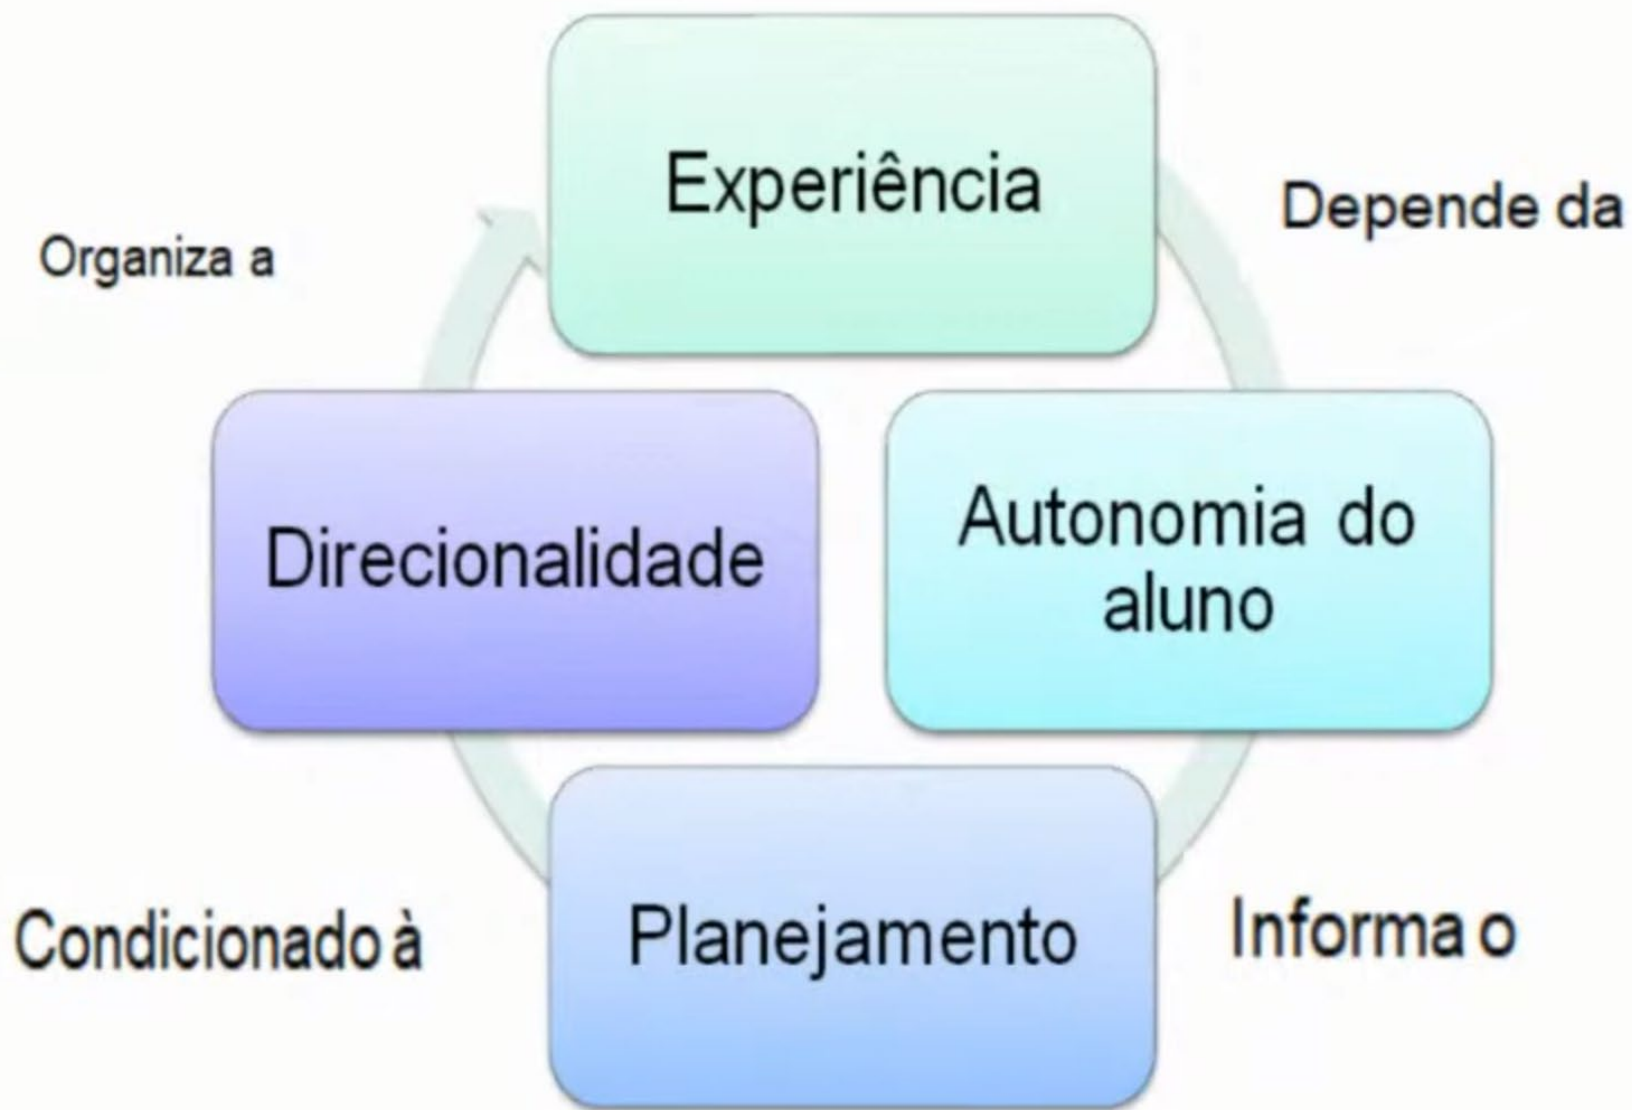 Experiência
Depende da
Organiza a
Direcionalidade
Autonomia do
aluno
Condicionado à
Planejamento
Informa o